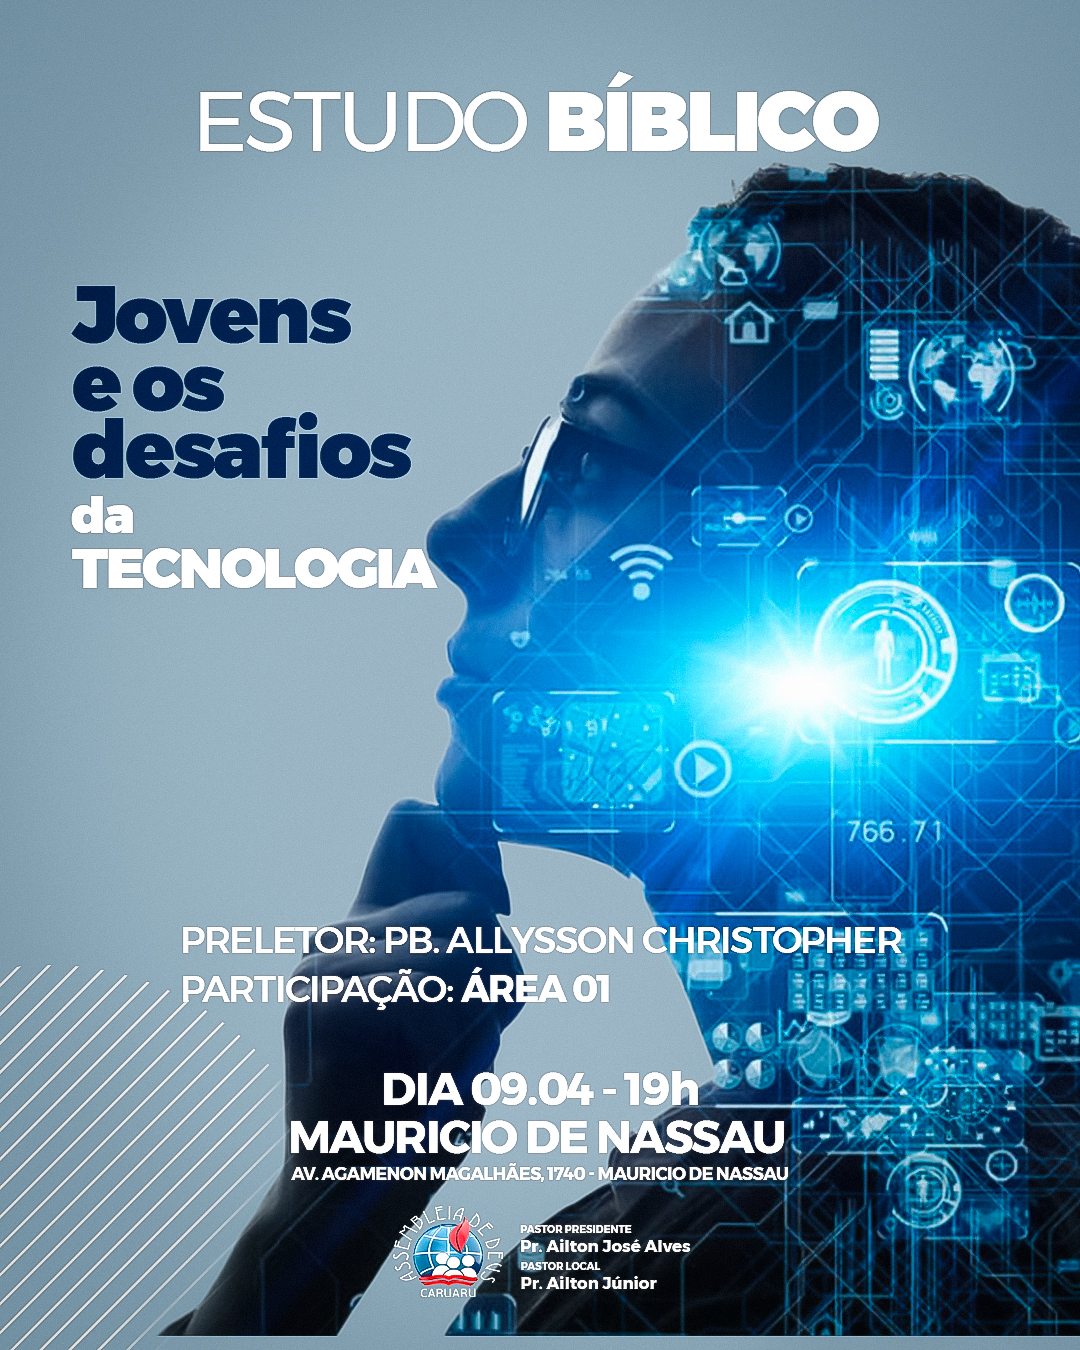 ESTUDO BÍBLICO
Jovens
e os
desafios
da
TECNOLOGIA
766.71
PRELETOR: PB. ALLYSSON CHRISTOPHER
PARTICIPAÇÃO: ÁREA 01
DIA 09.04 - 19h
MAURICIO DE NASSAU
AV. AGAMENON MAGALHÃES, 1740 - MAURICIO DE NASSAU
ASSEMBLEIA DE DEUS
CARUARU
PASTOR PRESIDENTE
Pr. Ailton José Alves
PASTOR LOCAL
Pr. Ailton Júnior